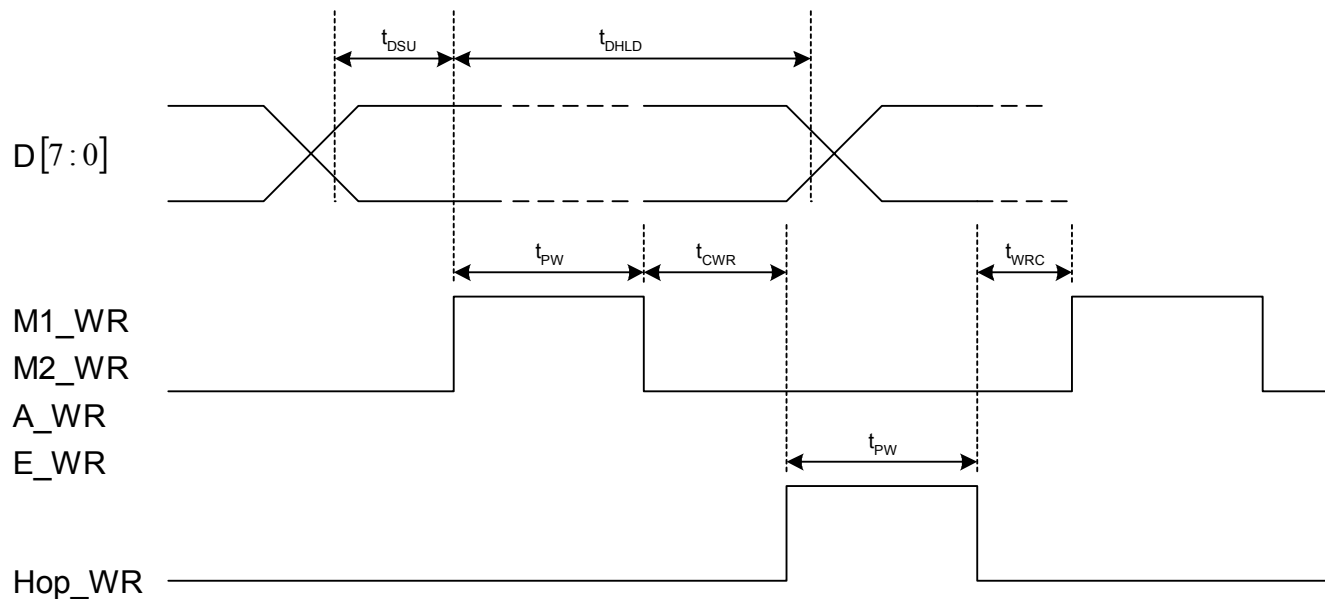 tDSU tDHLD
D[7:0]
tPW tCWR tWRC
M1_WR
M2_WR
A_WR
E_WR
tPW
Hop_WR